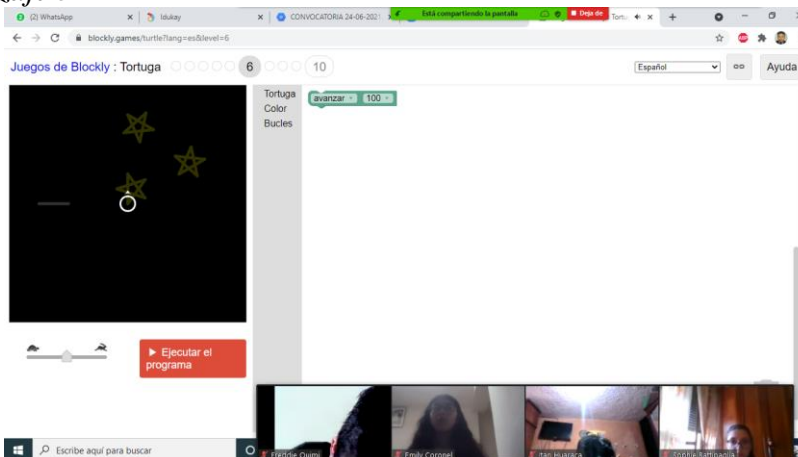 (2) WhatsApp
Idukay
CONVOCATORIA 24-06-2021
Está compartiendo la pantalla
Deja de
blockly.games/turtle?lang=es&level=6
Juegos de Blockly : Tortuga
6
10
Español
Ayuda
Tortuga
Color
Bucles
avanzar 100
Ejecutar el
programa
Escribe aquí para buscar
Freddie Quimi
Emily Coronel
Huaraca
Sophie Battinaglia